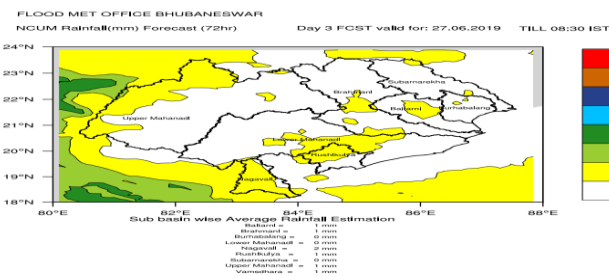 FLOOD MET OFFICE BHUBANESWAR
NCUM Rainfall(mm) Forecast (72hr) Day 3 FCST valid for: 27.06.2019 TILL 08:30 IST
24°N
23°N
22°N
21°N
20°N
19°N
18°N
Subarnarekha
Brahmani
Baitarni Burhabalang
Upper Mahanadi
Lower Mahanadi
Rushikulya
Nagavali
80°E 82°E 84°E 86°E 88°E
Sub basin wise Average Rainfall Estimation
Baitarni = 1 mm
Brahmani = 1 mm
Burhabalang = 0 mm
Lower Mahanadi = 0 mm
Nagavali = 2 mm
Rushikulya = 1 mm
Subarnarekha = 0 mm
Upper Mahanadi = 1 mm
Vamsdhara = 1 mm